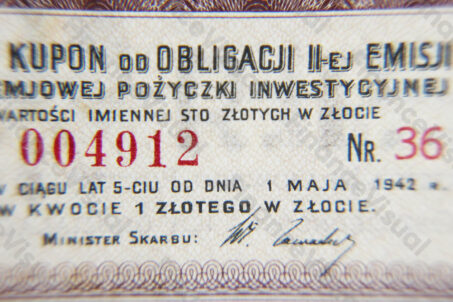 KUPON OD OBLIGACJI II-EJ EMISJI
EMJOWEJ POŻYCZKI INWESTYCYJNEJ
WARTOŚCI IMIENNEJ STO ZŁOTYCH W ZŁOCIE
004912 NR. 36
W CIĄGU LAT 5-CIU OD DNIA 1 MAJA 1942 R.
W KWOCIE 1 ZŁOTEGO W ZŁOCIE.
MINISTER SKARBU: